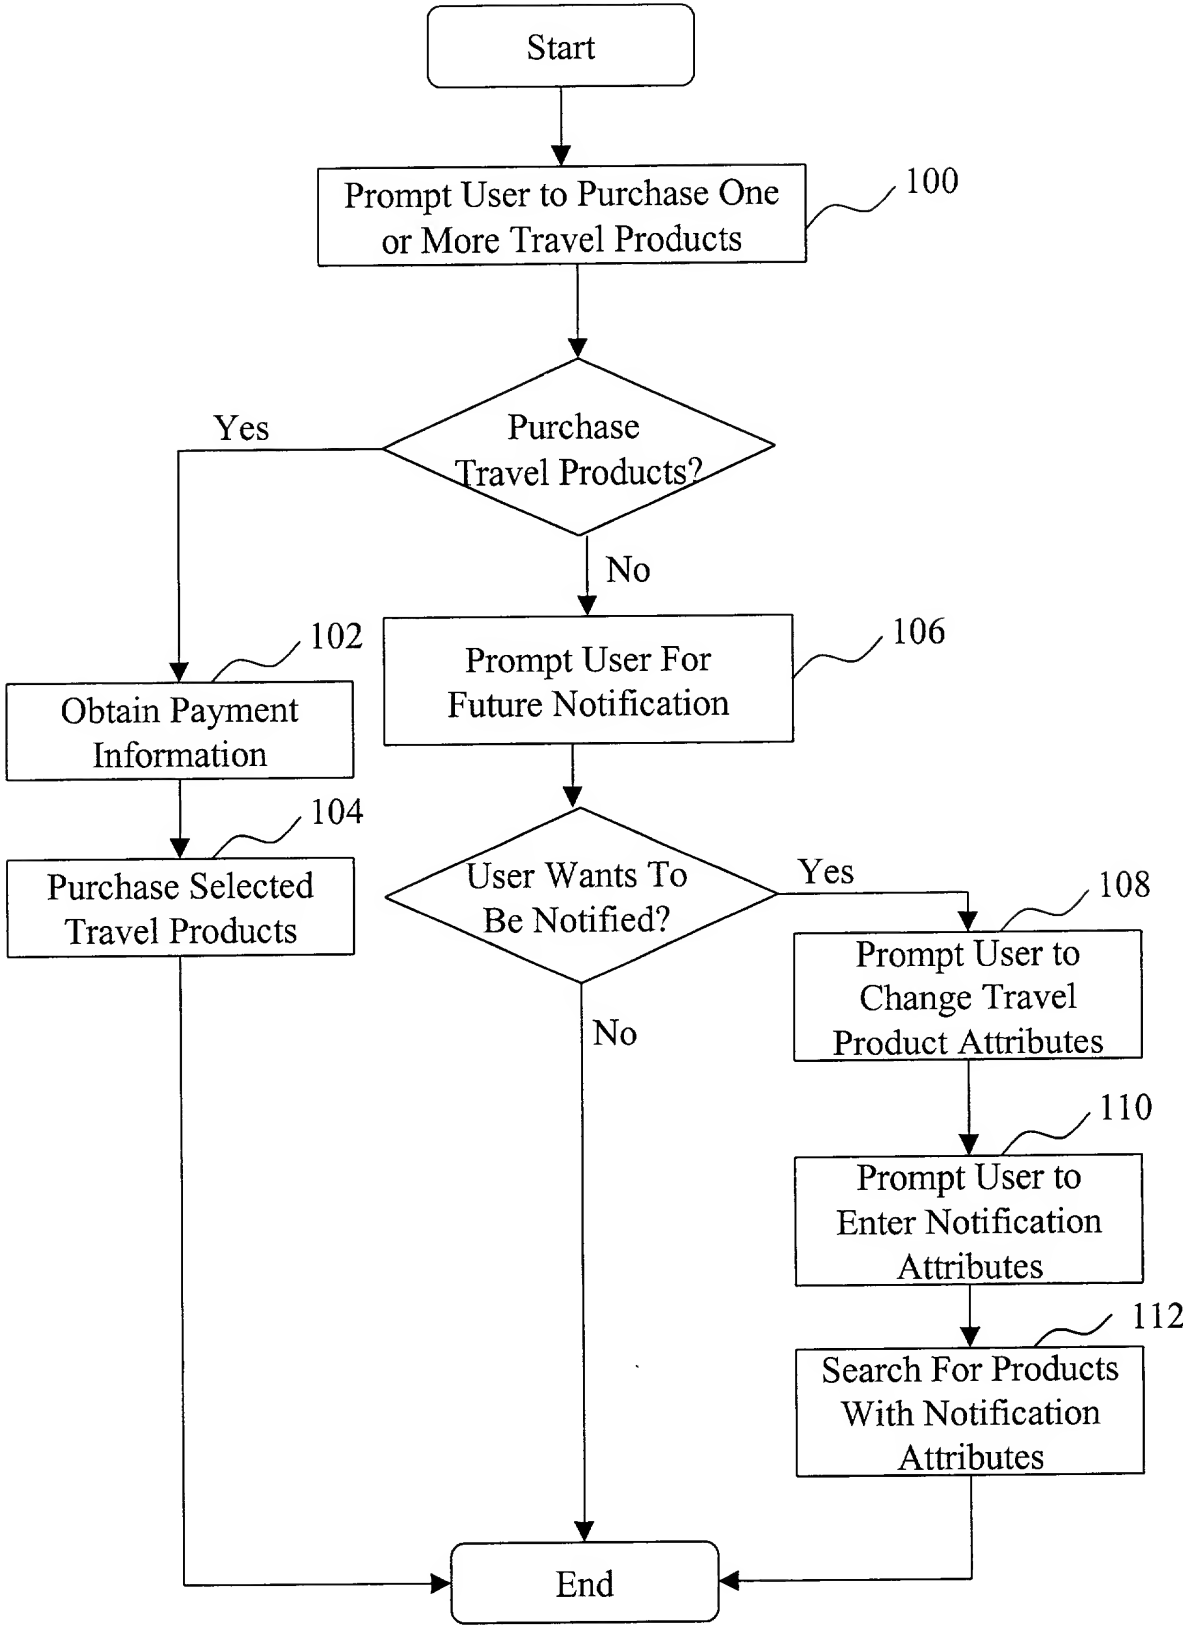 Start
Prompt User to Purchase One
or More Travel Products
100
Purchase
Travel Products?
Yes
No
102
Obtain Payment
Information
106
Prompt User For
Future Notification
104
Purchase Selected
Travel Products
User Wants To
Be Notified?
Yes
No
108
Prompt User to
Change Travel
Product Attributes
110
Prompt User to
Enter Notification
Attributes
112
Search For Products
With Notification
Attributes
End